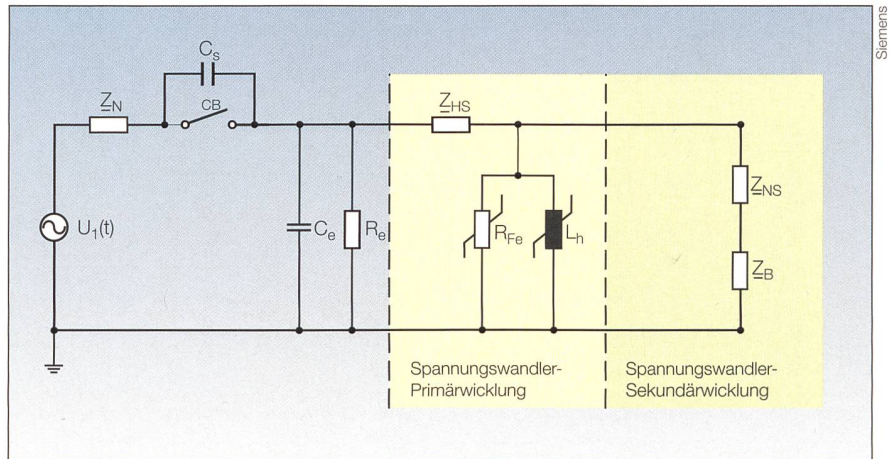 Siemens
C_s
Z_N
CB
Z_HS
U_1(t)
C_e
R_e
R_Fe
L_h
Z_NS
Z_B
Spannungswandler-
Primärwicklung
Spannungswandler-
Sekundärwicklung